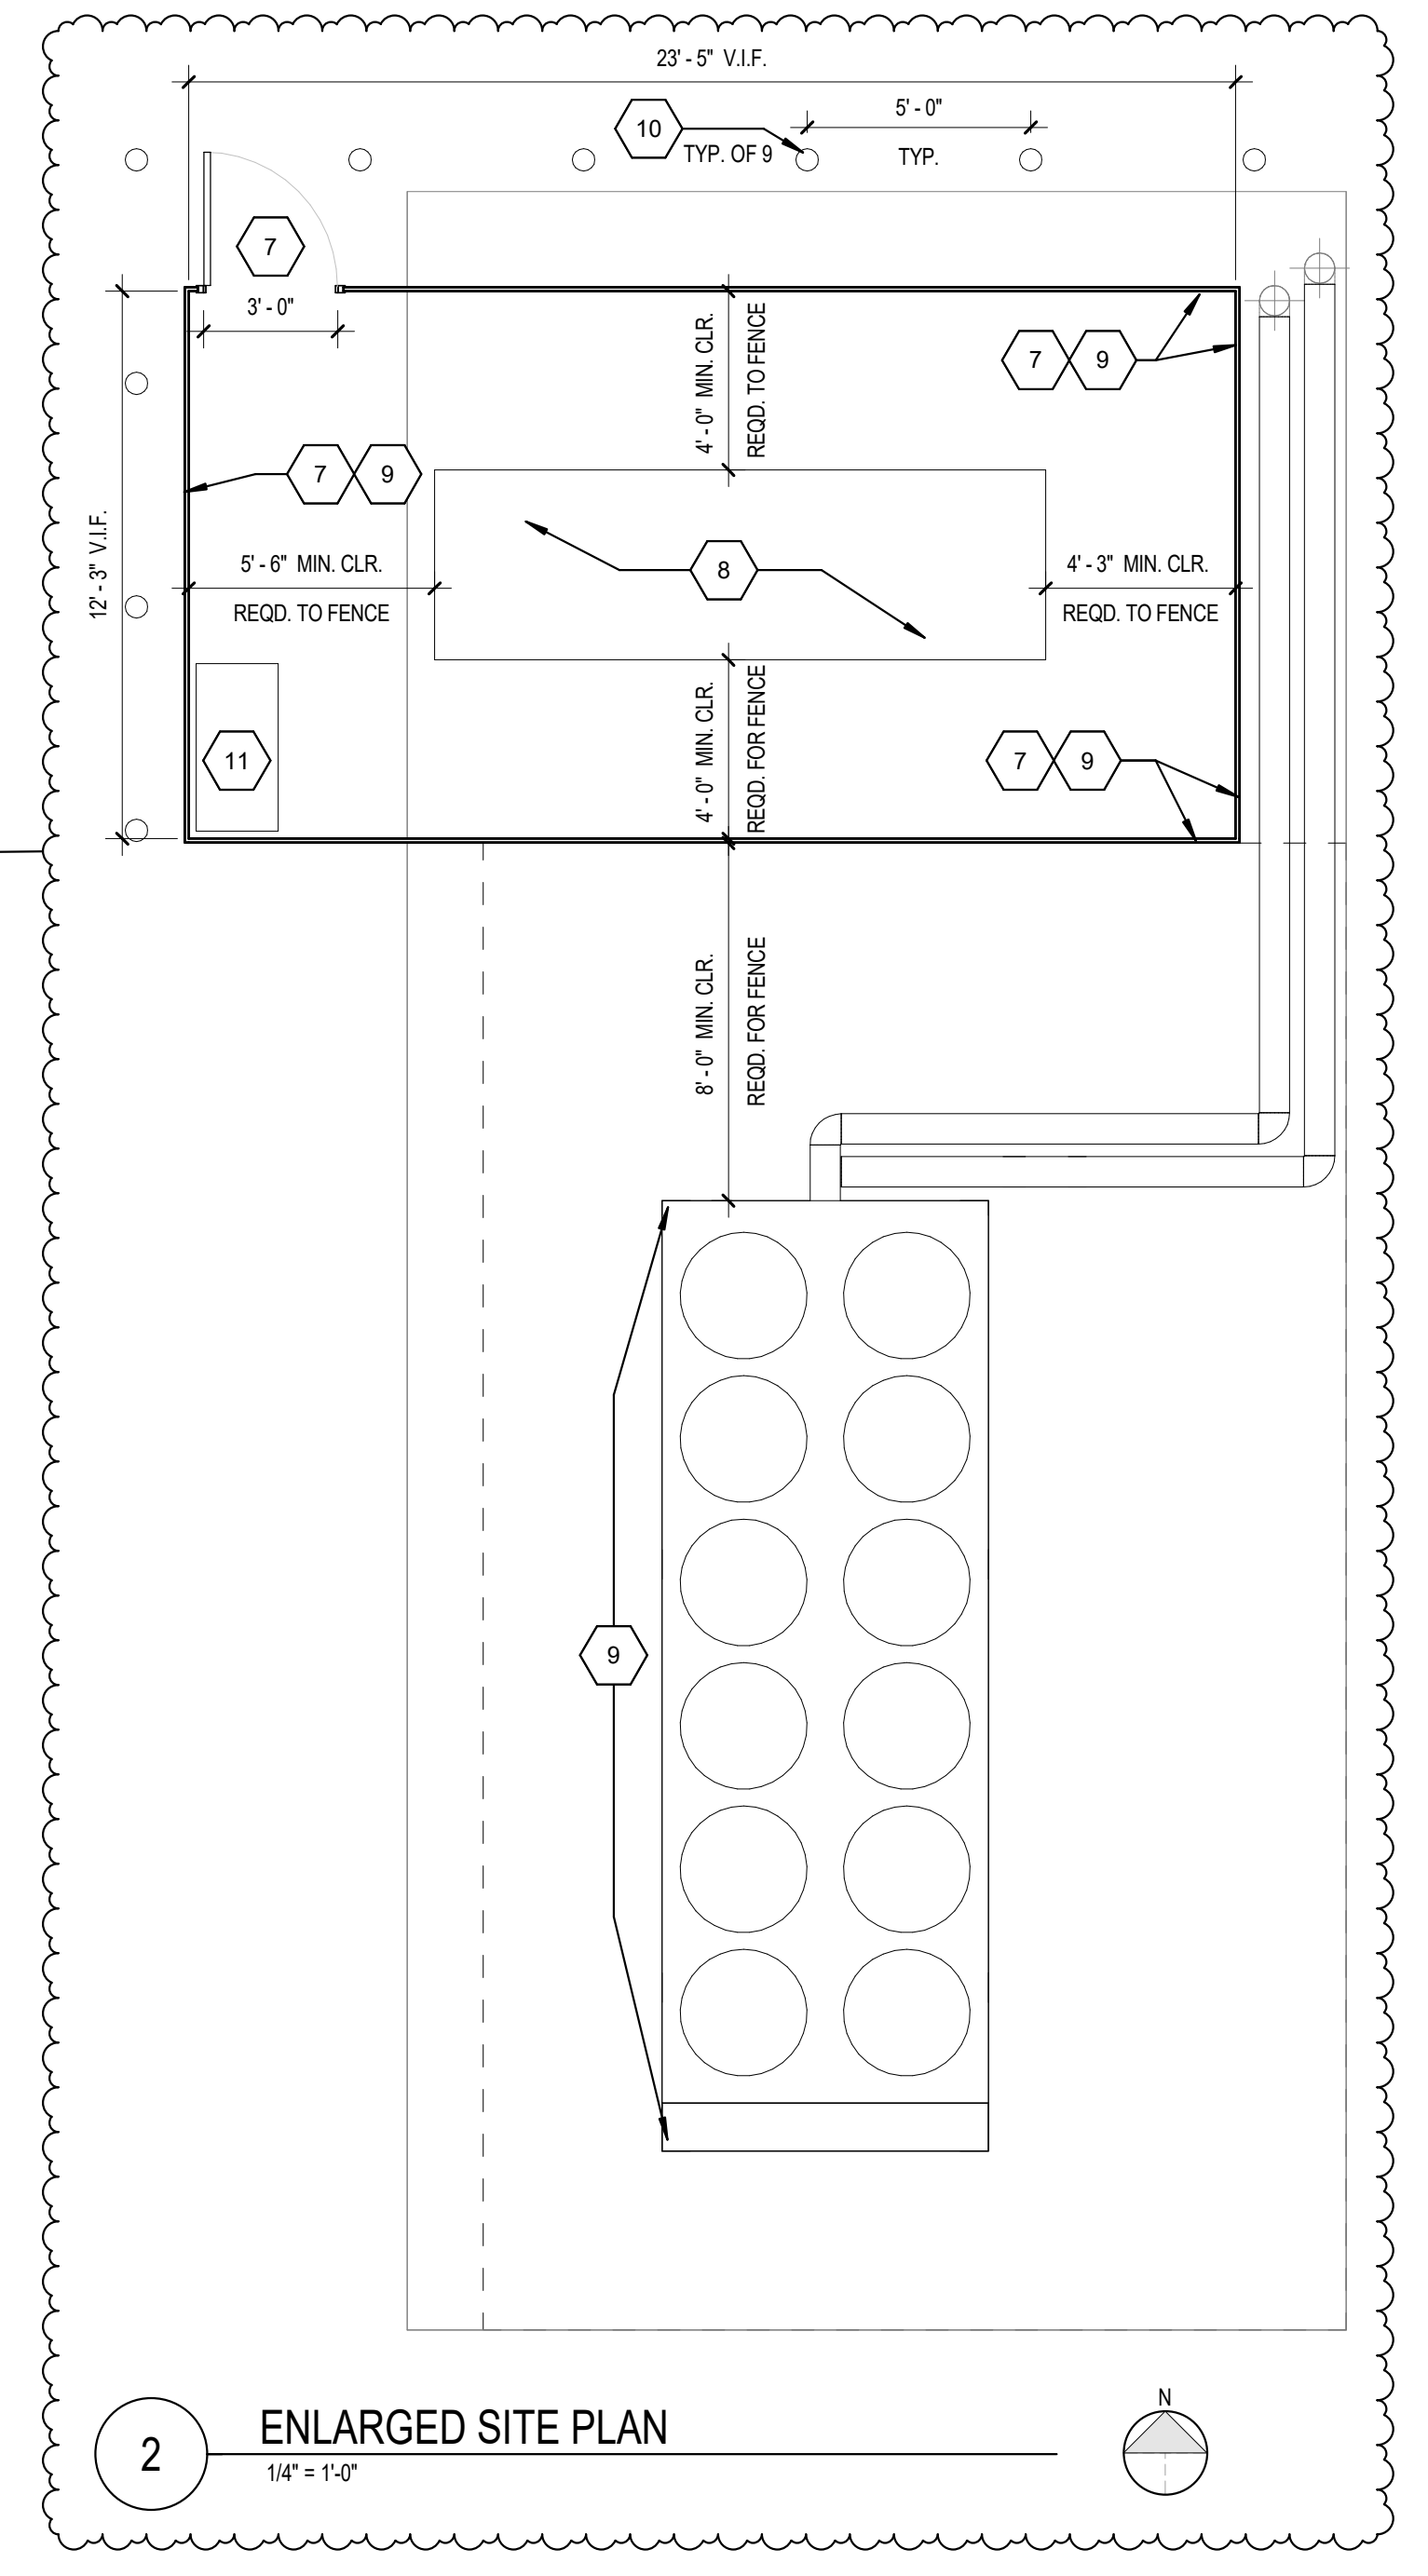 23' - 5" V.I.F.
5' - 0"
10
TYP. OF 9
TYP.
7
3' - 0"
4' - 0" MIN. CLR.
REQD. TO FENCE
7 9
7 9
12' - 3" V.I.F.
5' - 6" MIN. CLR.
REQD. TO FENCE
8
4' - 3" MIN. CLR.
REQD. TO FENCE
4' - 0" MIN. CLR.
REQD. FOR FENCE
11
7 9
8' - 0" MIN. CLR.
REQD. FOR FENCE
9
2
ENLARGED SITE PLAN
1/4" = 1'-0"
N